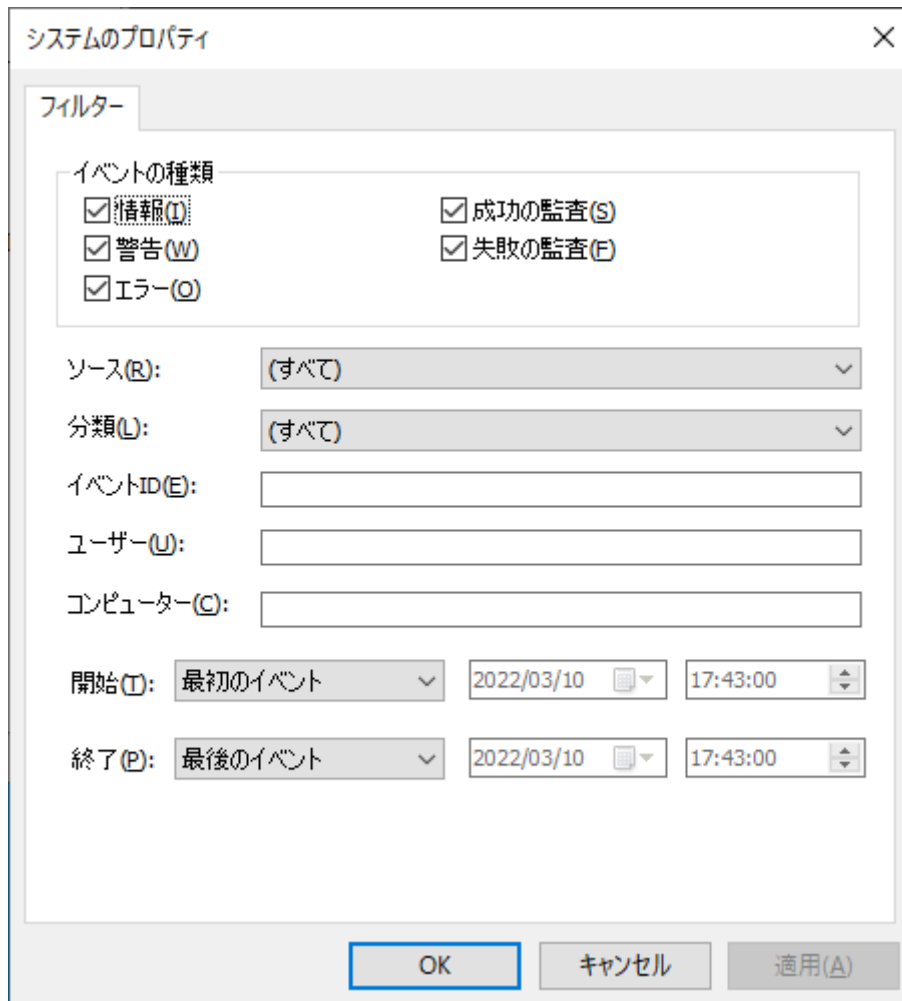 システムのプロパティ
フィルター
イベントの種類
情報(I) 成功の監査(S)
警告(W) 失敗の監査(F)
エラー(O)
ソース(R): (すべて)
分類(L): (すべて)
イベントID(E):
ユーザー(U):
コンピューター(C):
開始(T): 最初のイベント 2022/03/10 17:43:00
終了(P): 最後のイベント 2022/03/10 17:43:00
OK キャンセル 適用(A)